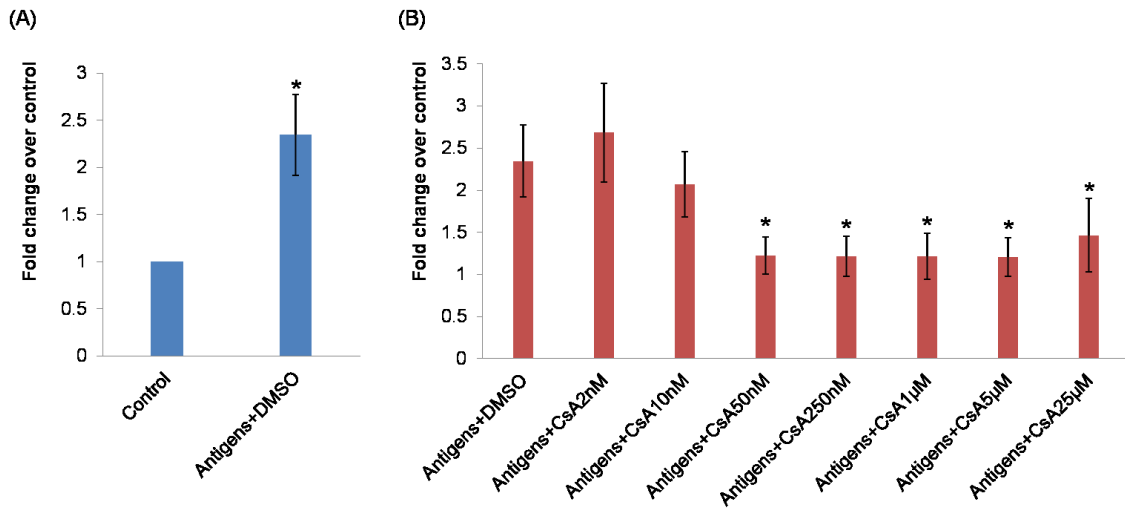 (A)
Fold change over control
3
2.5
2
1.5
1
0.5
0
*
Control
Antigens+DMSO
(B)
Fold change over control
3.5
3
2.5
2
1.5
1
0.5
0
* * * * *
Antigens+DMSO
Antigens+CsA2nM
Antigens+CsA10nM
Antigens+CsA50nM
Antigens+CsA250nM
Antigens+CsA1µM
Antigens+CsA5µM
Antigens+CsA25µM